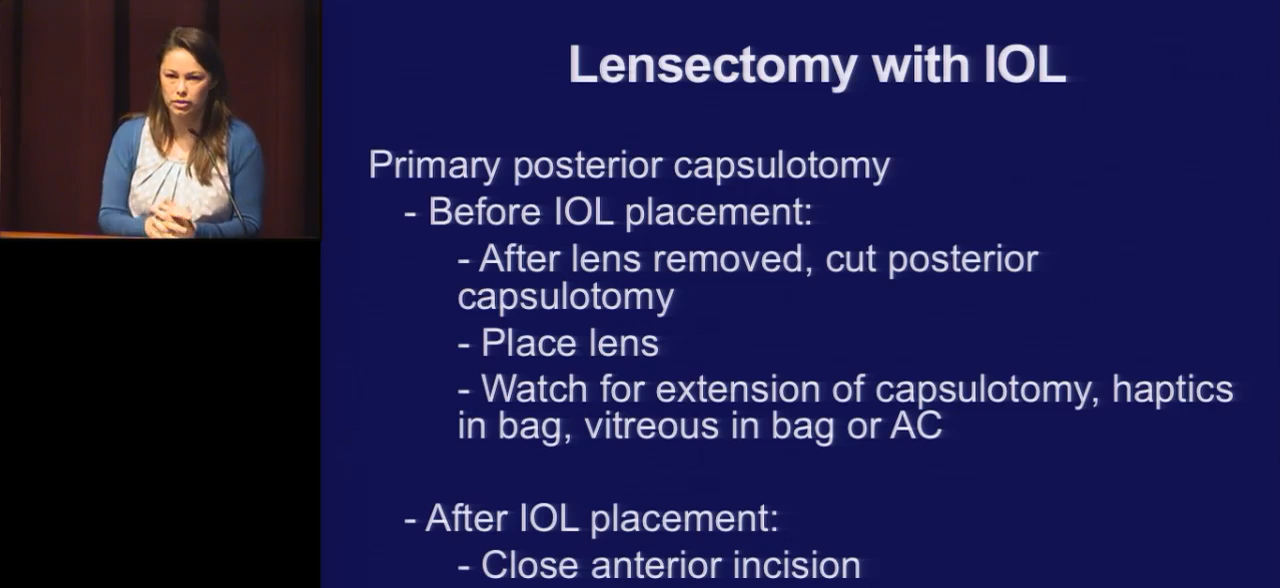 Lensectomy with IOL
Primary posterior capsulotomy
- Before IOL placement:
- After lens removed, cut posterior
capsulotomy
- Place lens
- Watch for extension of capsulotomy, haptics
in bag, vitreous in bag or AC
- After IOL placement:
- Close anterior incision